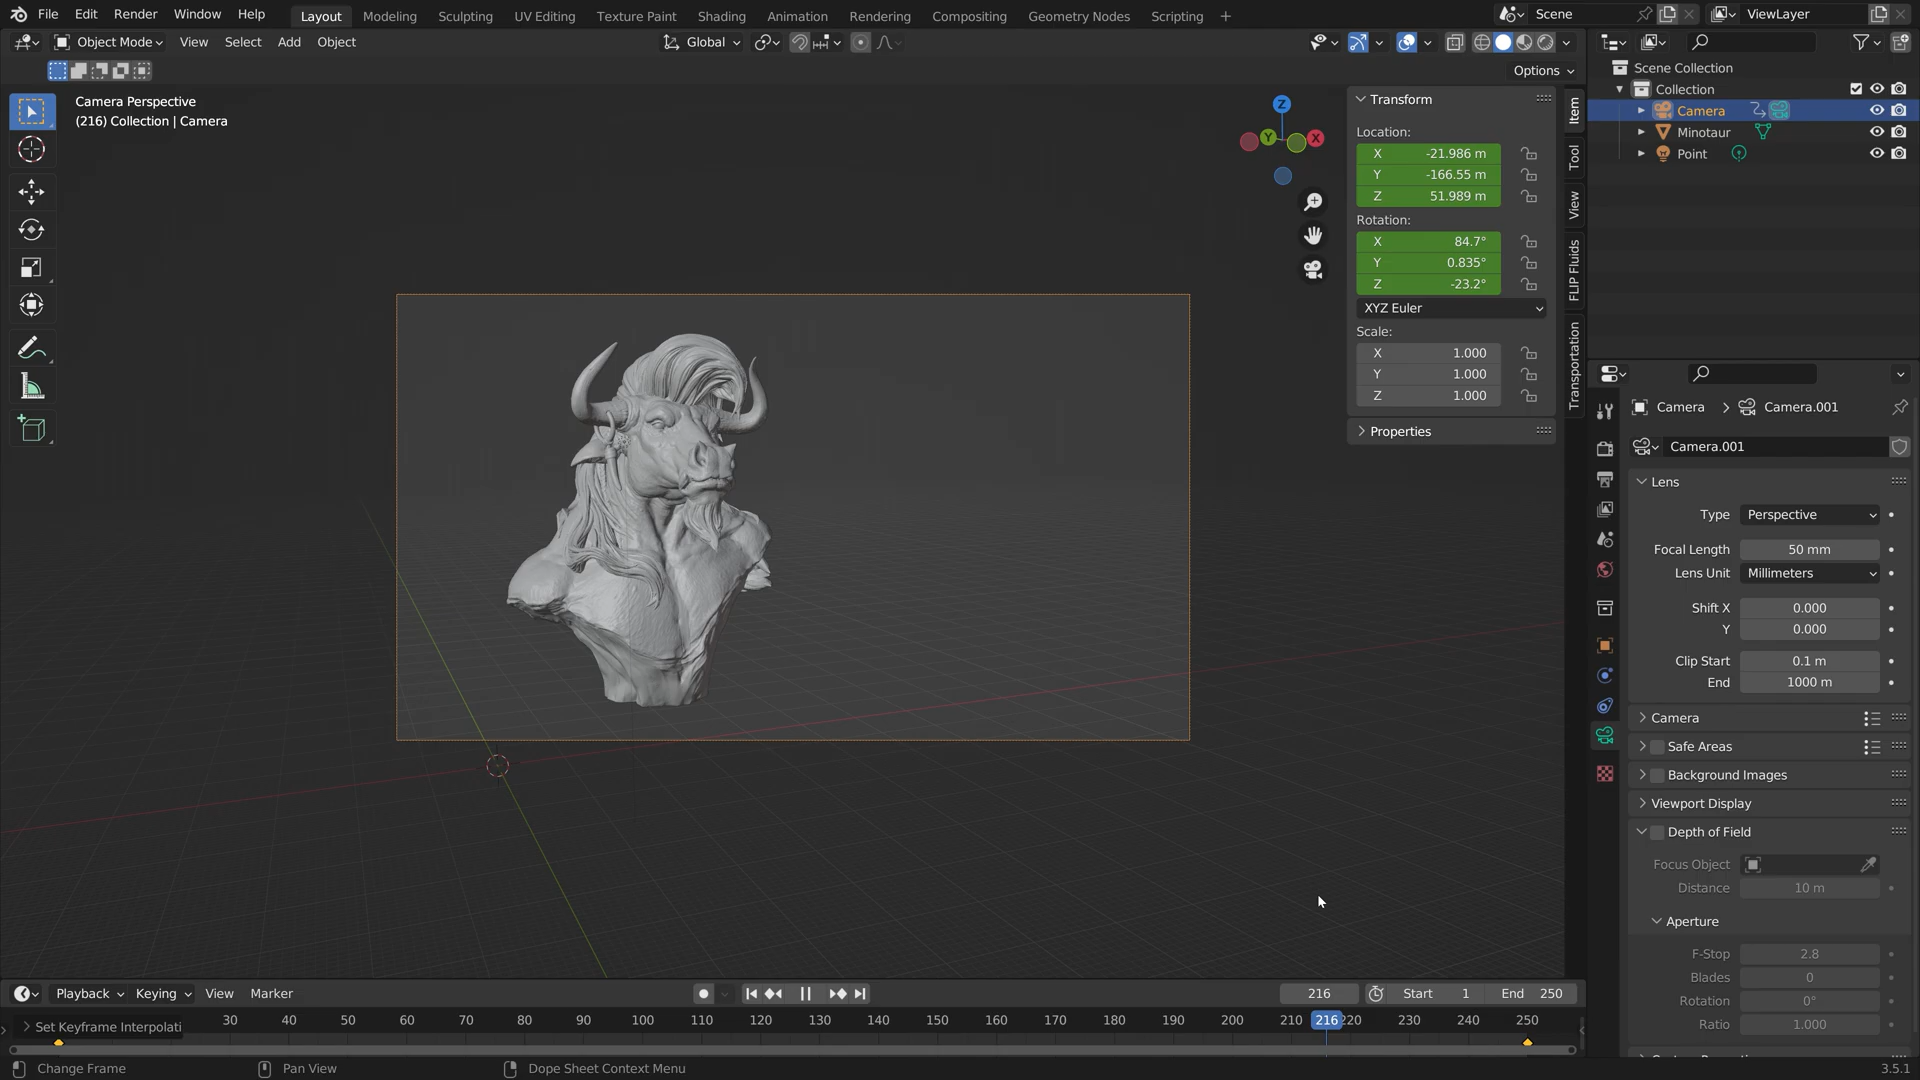 File Edit Render Window Help Layout Modeling Sculpting UV Editing Texture Paint Shading Animation Rendering Compositing Geometry Nodes Scripting Scene ViewLayer
Object Mode View Select Add Object Global
Options
Camera Perspective
(216) Collection | Camera
Z
Y
X
Transform
Location:
X -21.986 m
Y -166.55 m
Z 51.989 m
Rotation:
X 84.7°
Y 0.835°
Z -23.2°
XYZ Euler
Scale:
X 1.000
Y 1.000
Z 1.000
Properties
Item
Tool
View
FLIP Fluids
Transportation
Scene Collection
Collection
Camera
Minotaur
Point
Camera > Camera.001
Camera.001
Lens
Type Perspective
Focal Length 50 mm
Lens Unit Millimeters
Shift X 0.000
Y 0.000
Clip Start 0.1 m
End 1000 m
Camera
Safe Areas
Background Images
Viewport Display
Depth of Field
Focus Object
Distance 10 m
Aperture
F-Stop 2.8
Blades 0
Rotation 0°
Ratio 1.000
Playback Keying View Marker 216 Start 1 End 250
Set Keyframe Interpolati 30 40 50 60 70 80 90 100 110 120 130 140 150 160 170 180 190 200 210 216 220 230 240 250
Change Frame Pan View Dope Sheet Context Menu 3.5.1